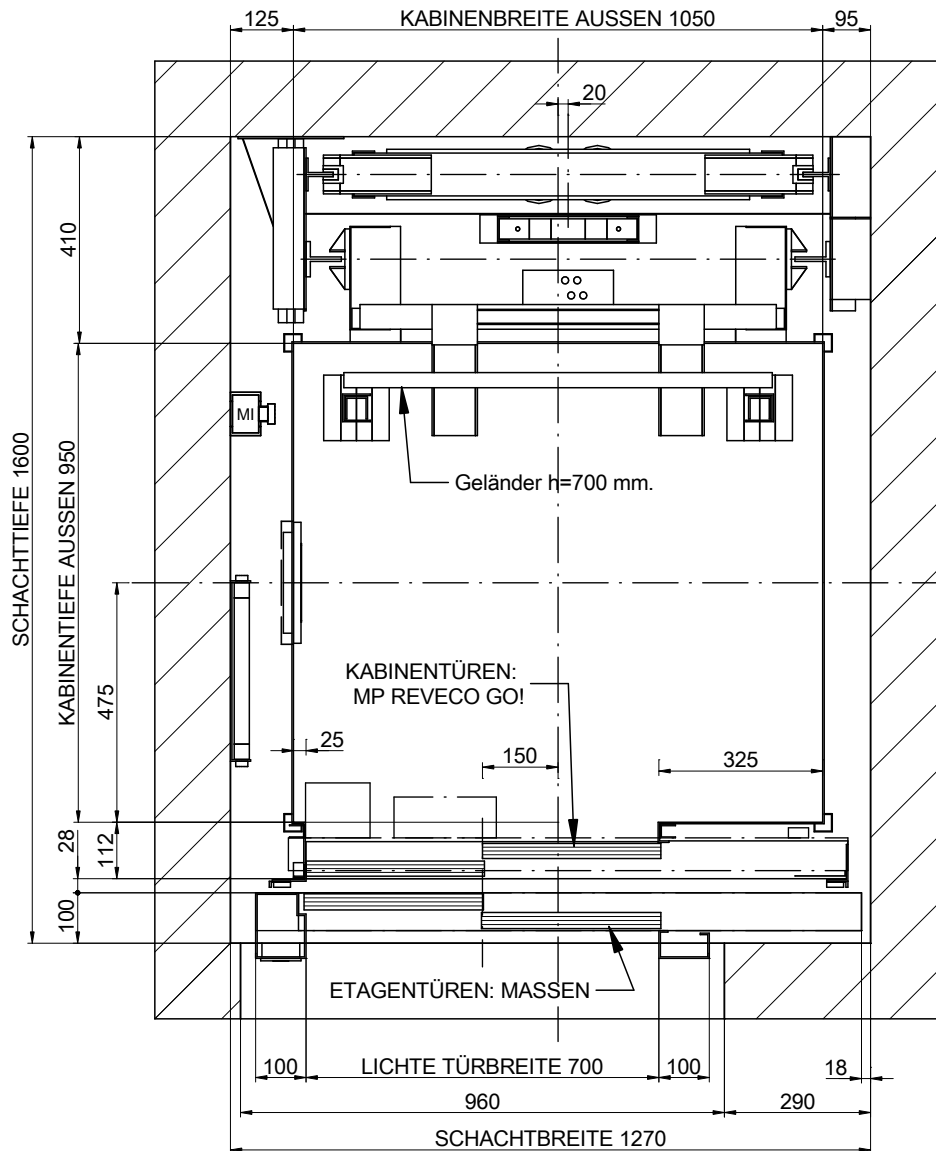 125
KABINENBREITE AUSSEN 1050
95
20
410
SCHACHTTIEFE 1600
KABINENTIEFE AUSSEN 950
MI
Geländer h=700 mm.
475
KABINENTÜREN:
MP REVECO GO!
25
150
325
28
112
100
ETAGENTÜREN: MASSEN
100
LICHTE TÜRBREITE 700
100
18
960
290
SCHACHTBREITE 1270